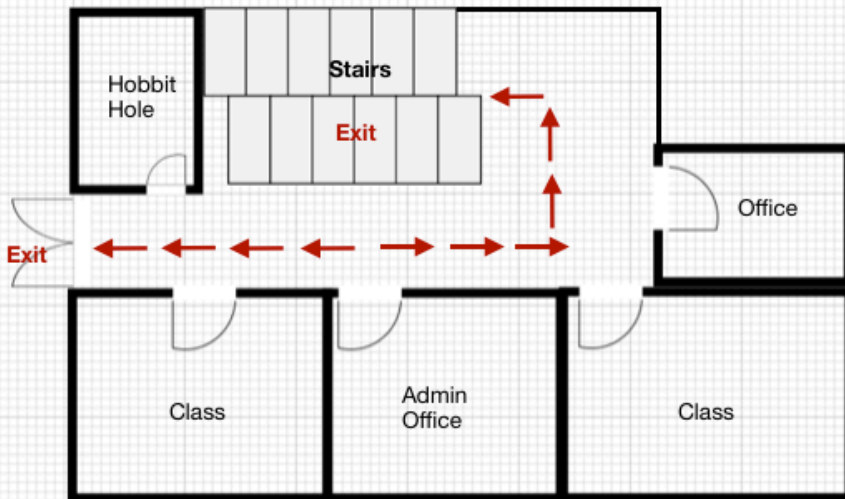 Stairs
Hobbit
Hole
Exit
Office
Exit
Class
Admin
Office
Class